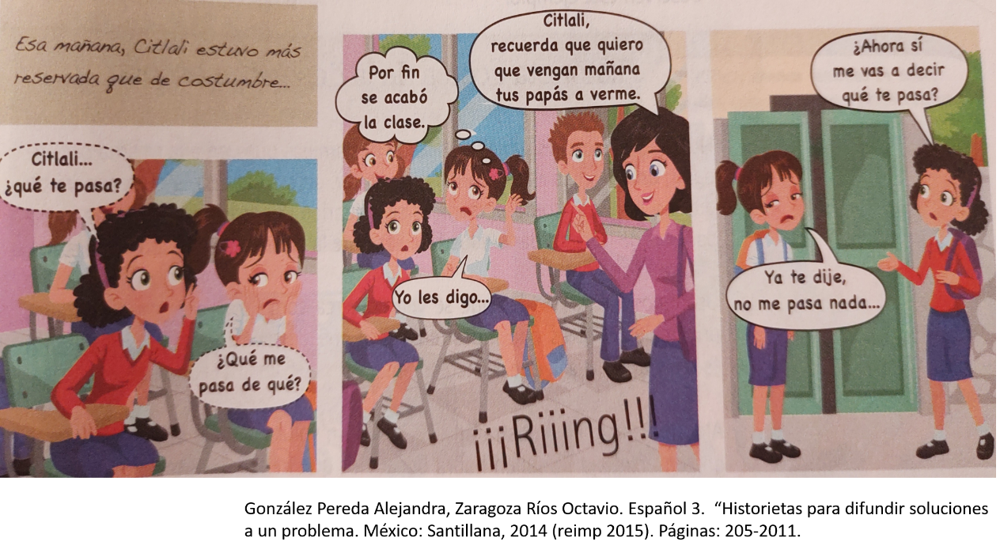 Esa mañana, Citlali estuvo más
reservada que de costumbre...
Citlali...
¿qué te pasa?
¿Qué me
pasa de qué?
Por fin
se acabó
la clase.
Citlali,
recuerda que quiero
que vengan mañana
tus papás a verme.
Yo les digo...
¡¡¡Riiing!!!
¿Ahora sí
me vas a decir
qué te pasa?
Ya te dije,
no me pasa nada...
González Pereda Alejandra, Zaragoza Ríos Octavio. Español 3. “Historietas para difundir soluciones
a un problema. México: Santillana, 2014 (reimp 2015). Páginas: 205-2011.